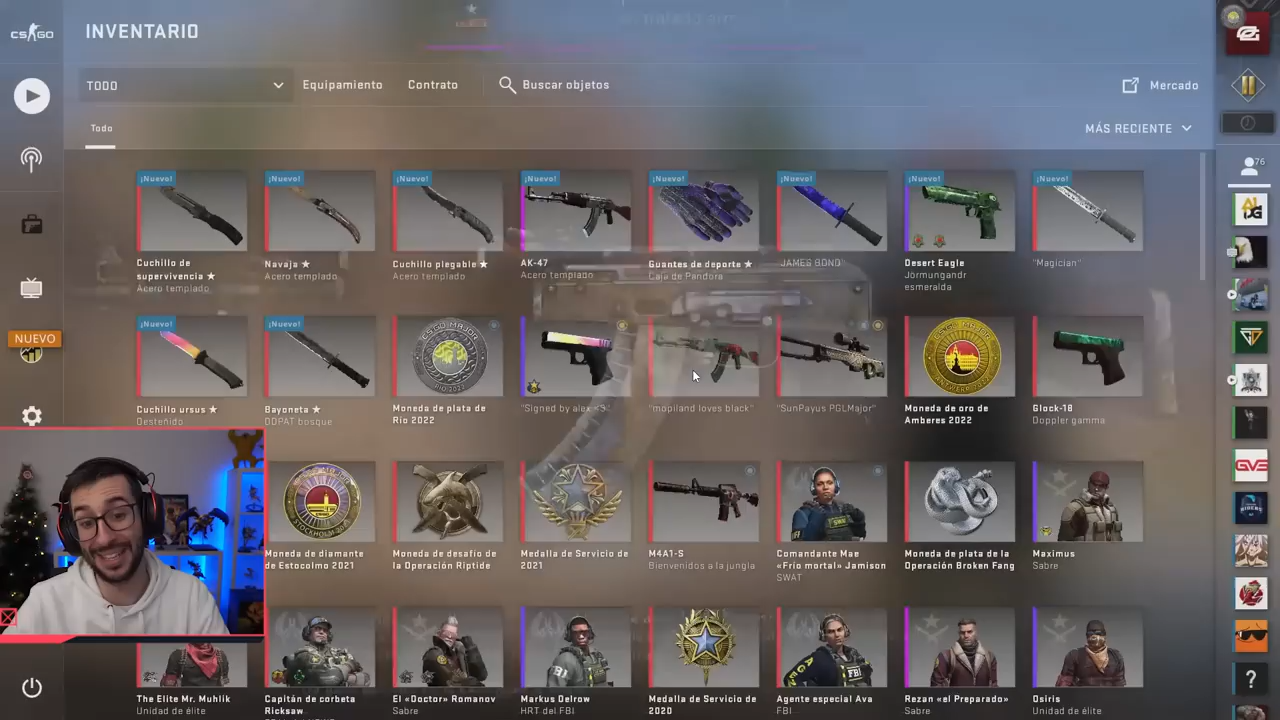 CS:GO
INVENTARIO
TODO
Equipamiento
Contrato
Buscar objetos
Mercado
Todo
MÁS RECIENTE
76
¡Nuevo!
¡Nuevo!
¡Nuevo!
¡Nuevo!
¡Nuevo!
¡Nuevo!
¡Nuevo!
¡Nuevo!
Cuchillo de
supervivencia ★
Acero templado
Navaja ★
Acero templado
Cuchillo plegable ★
Acero templado
AK-47
Acero templado
Guantes de deporte ★
Caja de Pandora
"JAMES BOND"
Desert Eagle
Jörmungandr
esmeralda
"Magician"
NUEVO
¡Nuevo!
¡Nuevo!
Cuchillo ursus ★
Desteñido
Bayoneta ★
DDPAT bosque
Moneda de plata de
Río 2022
"Signed by alex <3"
"mopiland loves black"
"SunPayus PGLMajor"
Moneda de oro de
Amberes 2022
Glock-18
Doppler gamma
Moneda de diamante
de Estocolmo 2021
Moneda de desafío de
la Operación Riptide
Medalla de Servicio de
2021
M4A1-S
Bienvenidos a la jungla
Comandante Mae
«Frío mortal» Jamison
SWAT
Moneda de plata de la
Operación Broken Fang
Maximus
Sabre
GVS
The Elite Mr. Muhlik
Unidad de élite
Capitán de corbeta
Ricksaw
El «Doctor» Romanov
Sabre
Markus Delrow
HRT del FBI
Medalla de Servicio de
2020
Agente especial Ava
FBI
Rezan «el Preparado»
Sabre
Osiris
Unidad de élite
?